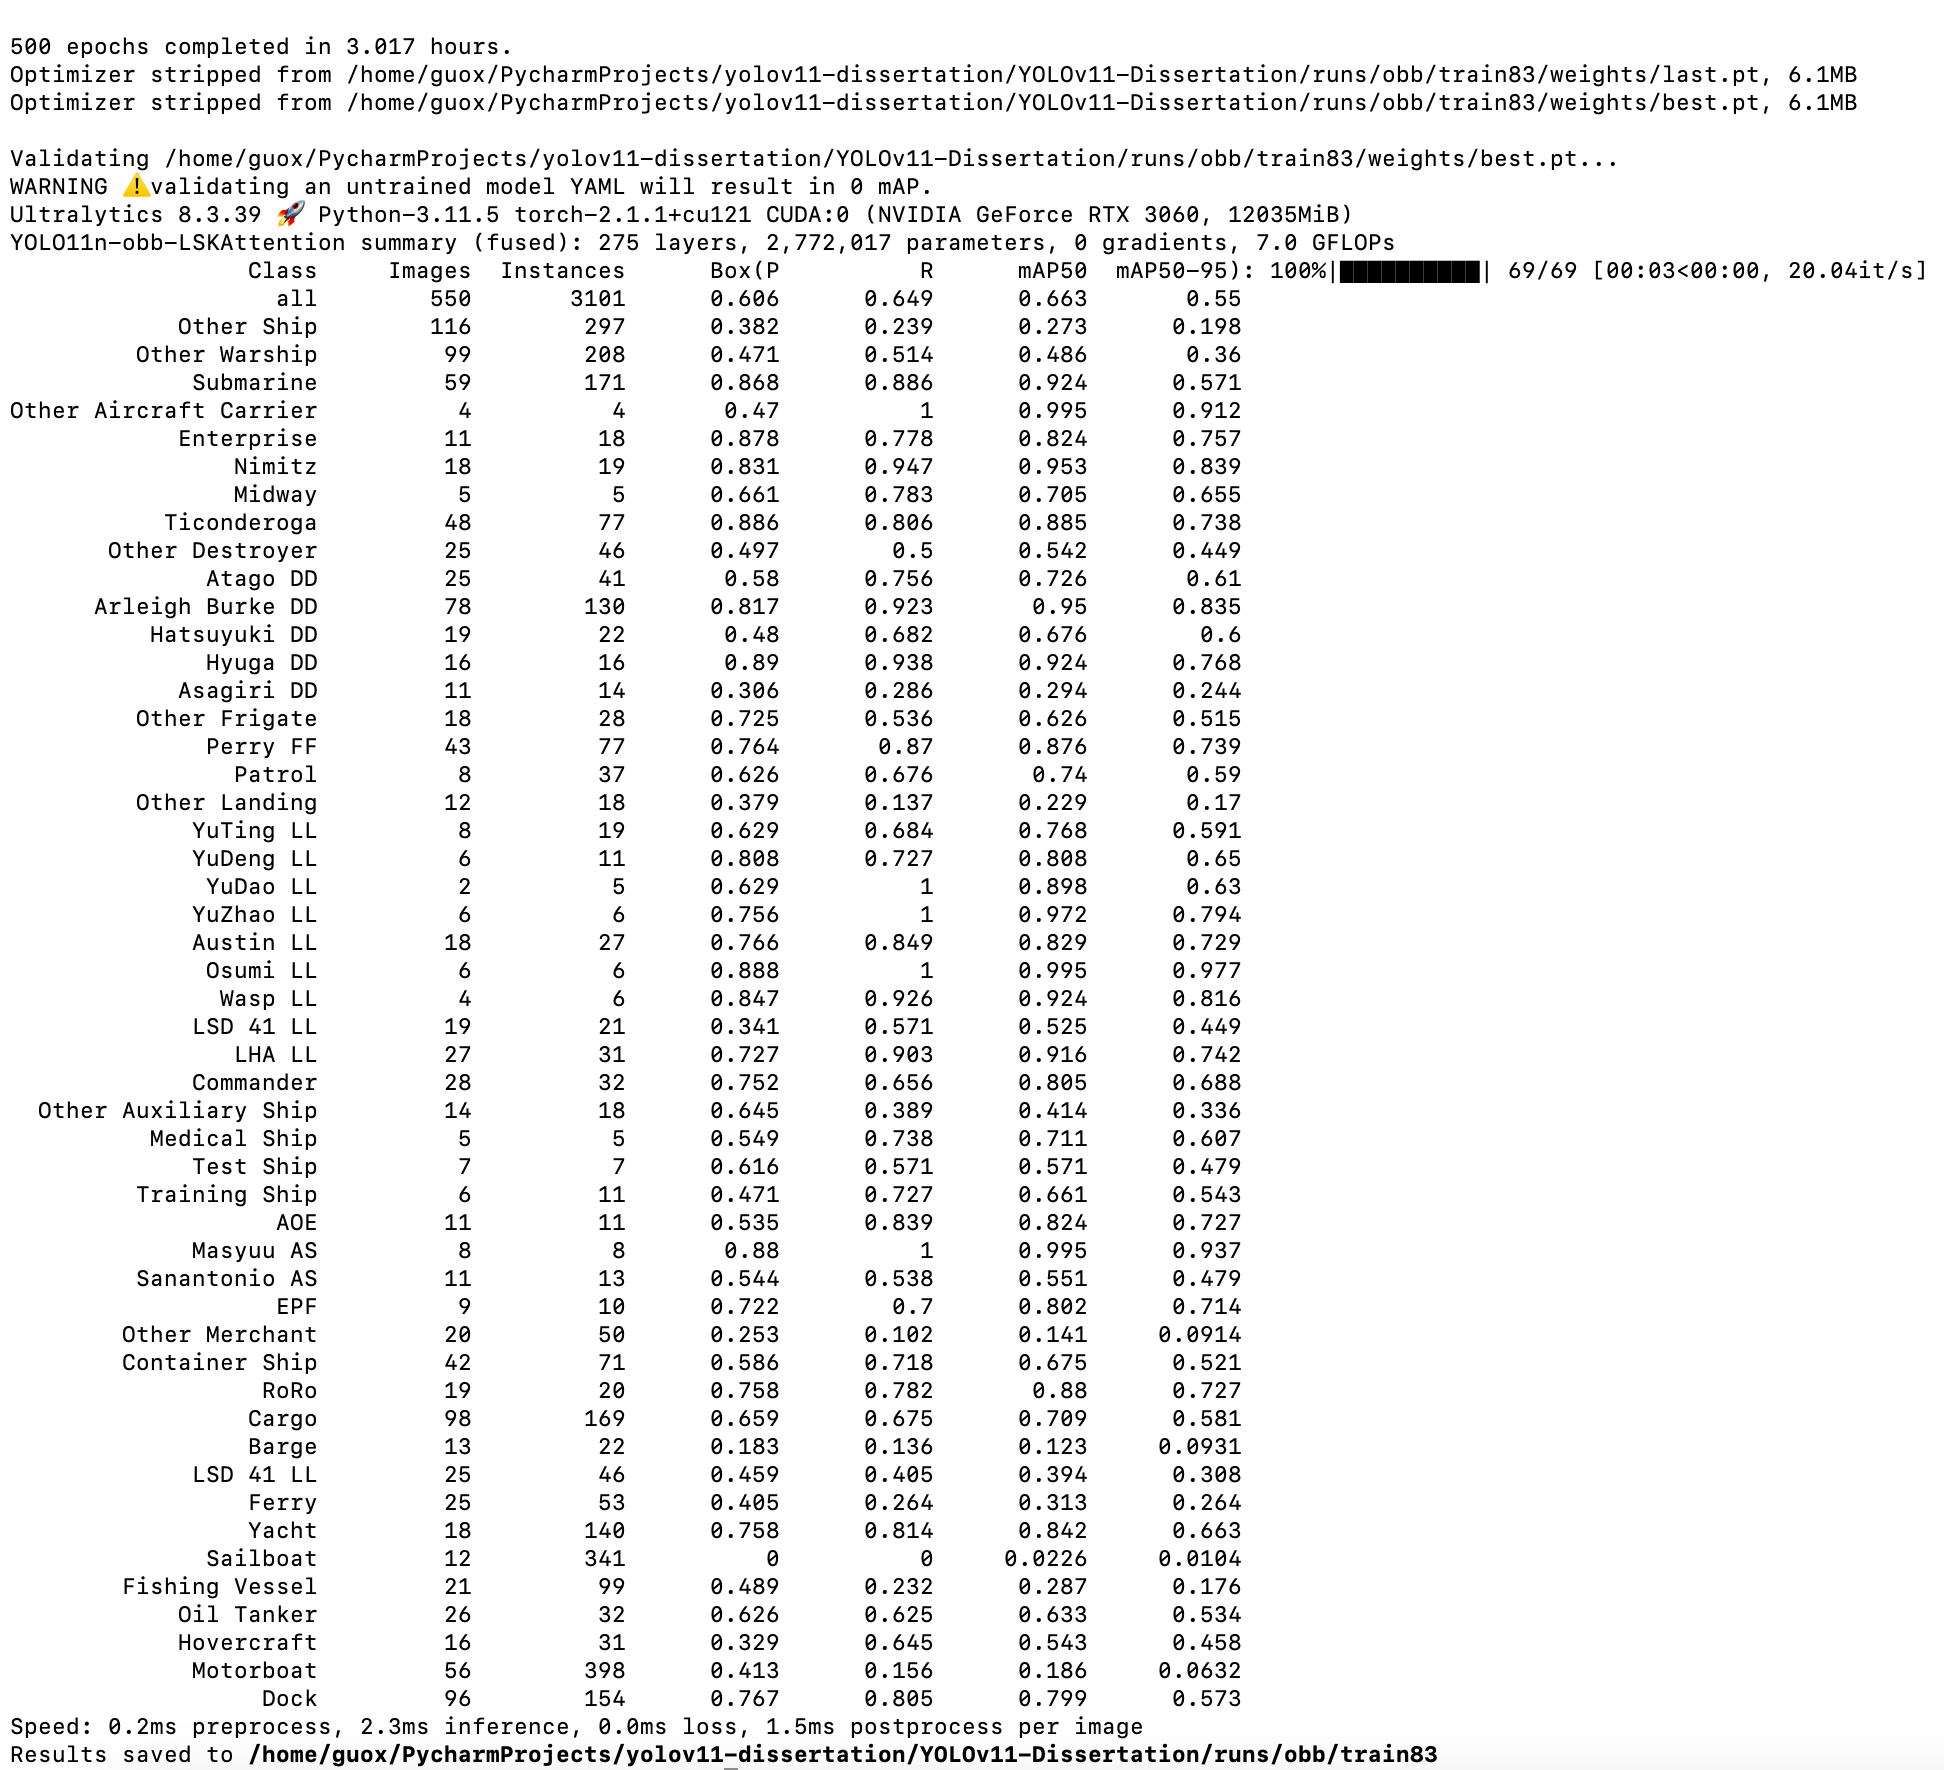 500 epochs completed in 3.017 hours.
Optimizer stripped from /home/guox/PycharmProjects/yolov11-dissertation/YOLOv11-Dissertation/runs/obb/train83/weights/last.pt, 6.1MB
Optimizer stripped from /home/guox/PycharmProjects/yolov11-dissertation/YOLOv11-Dissertation/runs/obb/train83/weights/best.pt, 6.1MB
Validating /home/guox/PycharmProjects/yolov11-dissertation/YOLOv11-Dissertation/runs/obb/train83/weights/best.pt...
WARNING ⚠️validating an untrained model YAML will result in 0 mAP.
Ultralytics 8.3.39 🚀 Python-3.11.5 torch-2.1.1+cu121 CUDA:0 (NVIDIA GeForce RTX 3060, 12035MiB)
YOLO11n-obb-LSKAttention summary (fused): 275 layers, 2,772,017 parameters, 0 gradients, 7.0 GFLOPs
Class Images Instances Box(P R mAP50 mAP50-95): 100%|██████████| 69/69 [00:03<00:00, 20.04it/s]
all 550 3101 0.606 0.649 0.663 0.55
Other Ship 116 297 0.382 0.239 0.273 0.198
Other Warship 99 208 0.471 0.514 0.486 0.36
Submarine 59 171 0.868 0.886 0.924 0.571
Other Aircraft Carrier 4 4 0.47 1 0.995 0.912
Enterprise 11 18 0.878 0.778 0.824 0.757
Nimitz 18 19 0.831 0.947 0.953 0.839
Midway 5 5 0.661 0.783 0.705 0.655
Ticonderoga 48 77 0.886 0.806 0.885 0.738
Other Destroyer 25 46 0.497 0.5 0.542 0.449
Atago DD 25 41 0.58 0.756 0.726 0.61
Arleigh Burke DD 78 130 0.817 0.923 0.95 0.835
Hatsuyuki DD 19 22 0.48 0.682 0.676 0.6
Hyuga DD 16 16 0.89 0.938 0.924 0.768
Asagiri DD 11 14 0.306 0.286 0.294 0.244
Other Frigate 18 28 0.725 0.536 0.626 0.515
Perry FF 43 77 0.764 0.87 0.876 0.739
Patrol 8 37 0.626 0.676 0.74 0.59
Other Landing 12 18 0.379 0.137 0.229 0.17
YuTing LL 8 19 0.629 0.684 0.768 0.591
YuDeng LL 6 11 0.808 0.727 0.808 0.65
YuDao LL 2 5 0.629 1 0.898 0.63
YuZhao LL 6 6 0.756 1 0.972 0.794
Austin LL 18 27 0.766 0.849 0.829 0.729
Osumi LL 6 6 0.888 1 0.995 0.977
Wasp LL 4 6 0.847 0.926 0.924 0.816
LSD 41 LL 19 21 0.341 0.571 0.525 0.449
LHA LL 27 31 0.727 0.903 0.916 0.742
Commander 28 32 0.752 0.656 0.805 0.688
Other Auxiliary Ship 14 18 0.645 0.389 0.414 0.336
Medical Ship 5 5 0.549 0.738 0.711 0.607
Test Ship 7 7 0.616 0.571 0.571 0.479
Training Ship 6 11 0.471 0.727 0.661 0.543
AOE 11 11 0.535 0.839 0.824 0.727
Masyuu AS 8 8 0.88 1 0.995 0.937
Sanantonio AS 11 13 0.544 0.538 0.551 0.479
EPF 9 10 0.722 0.7 0.802 0.714
Other Merchant 20 50 0.253 0.102 0.141 0.0914
Container Ship 42 71 0.586 0.718 0.675 0.521
RoRo 19 20 0.758 0.782 0.88 0.727
Cargo 98 169 0.659 0.675 0.709 0.581
Barge 13 22 0.183 0.136 0.123 0.0931
LSD 41 LL 25 46 0.459 0.405 0.394 0.308
Ferry 25 53 0.405 0.264 0.313 0.264
Yacht 18 140 0.758 0.814 0.842 0.663
Sailboat 12 341 0 0 0.0226 0.0104
Fishing Vessel 21 99 0.489 0.232 0.287 0.176
Oil Tanker 26 32 0.626 0.625 0.633 0.534
Hovercraft 16 31 0.329 0.645 0.543 0.458
Motorboat 56 398 0.413 0.156 0.186 0.0632
Dock 96 154 0.767 0.805 0.799 0.573
Speed: 0.2ms preprocess, 2.3ms inference, 0.0ms loss, 1.5ms postprocess per image
Results saved to /home/guox/PycharmProjects/yolov11-dissertation/YOLOv11-Dissertation/runs/obb/train83